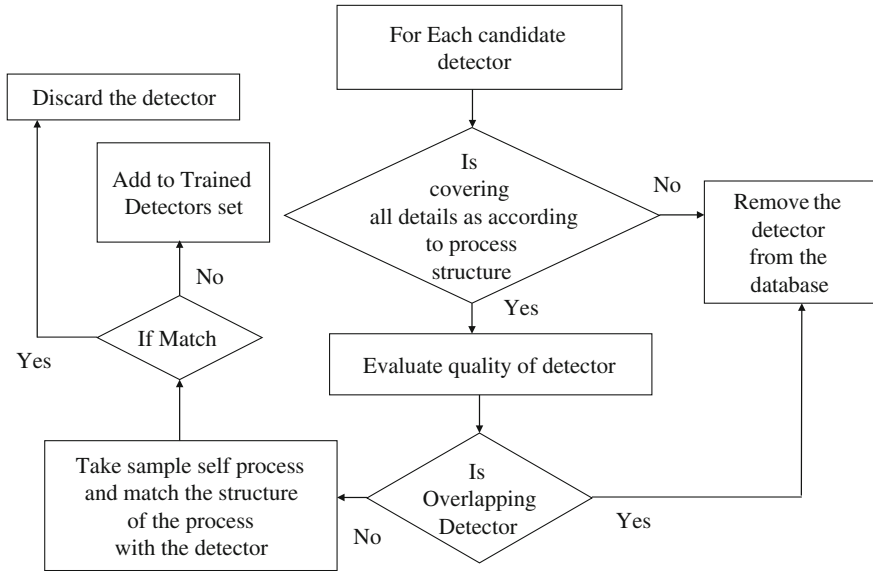 For Each candidate
detector
Discard the detector
Is
covering
all details as according
to process
structure
No
Remove the
detector
from the
database
Add to Trained
Detectors set
No
Yes
If Match
Yes
Evaluate quality of detector
Is
Overlapping
Detector
Yes
No
Take sample self process
and match the structure
of the process
with the detector